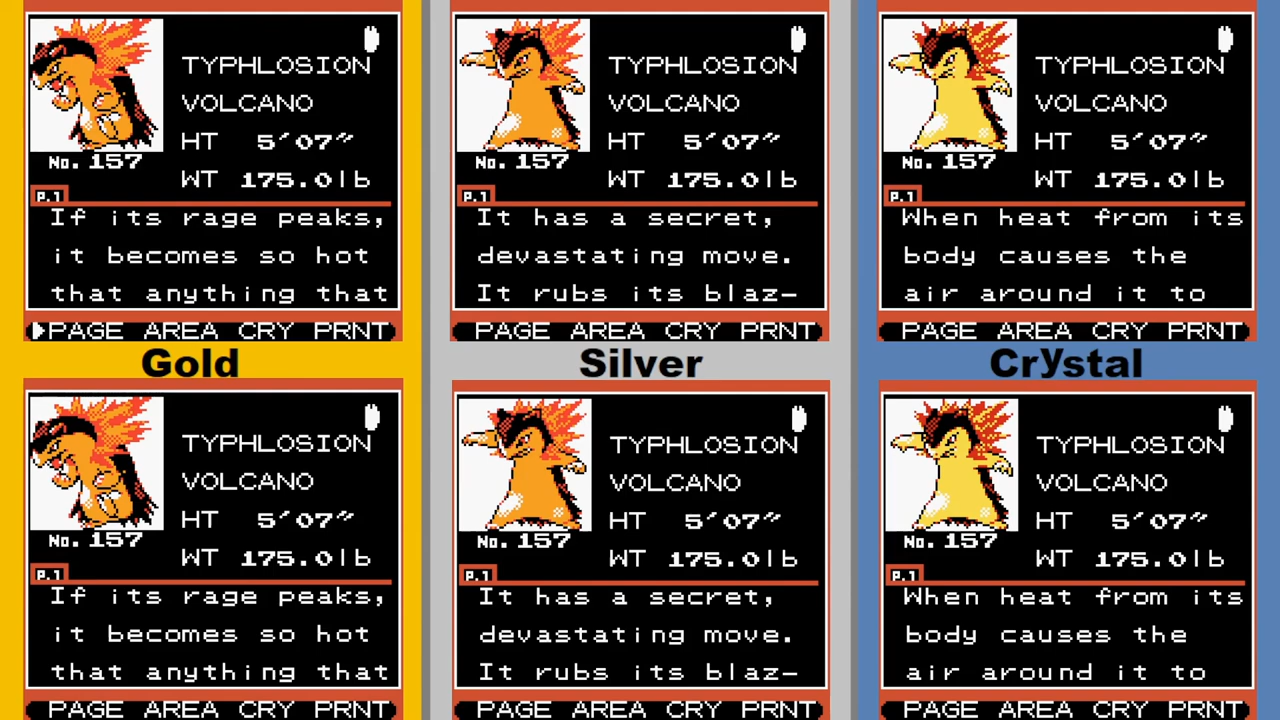 TYPHLOSION
VOLCANO
HT 5′07″
No. 157
WT 175.0lb
P.1
If its rage peaks,
it becomes so hot
that anything that
PAGE AREA CRY PRNT
TYPHLOSION
VOLCANO
HT 5′07″
No. 157
WT 175.0lb
P.1
It has a secret,
devastating move.
It rubs its blaz-
PAGE AREA CRY PRNT
TYPHLOSION
VOLCANO
HT 5′07″
No. 157
WT 175.0lb
P.1
When heat from its
body causes the
air around it to
PAGE AREA CRY PRNT
Gold
Silver
Crystal
TYPHLOSION
VOLCANO
HT 5′07″
No. 157
WT 175.0lb
P.1
If its rage peaks,
it becomes so hot
that anything that
PAGE AREA CRY PRNT
TYPHLOSION
VOLCANO
HT 5′07″
No. 157
WT 175.0lb
P.1
It has a secret,
devastating move.
It rubs its blaz-
PAGE AREA CRY PRNT
TYPHLOSION
VOLCANO
HT 5′07″
No. 157
WT 175.0lb
P.1
When heat from its
body causes the
air around it to
PAGE AREA CRY PRNT